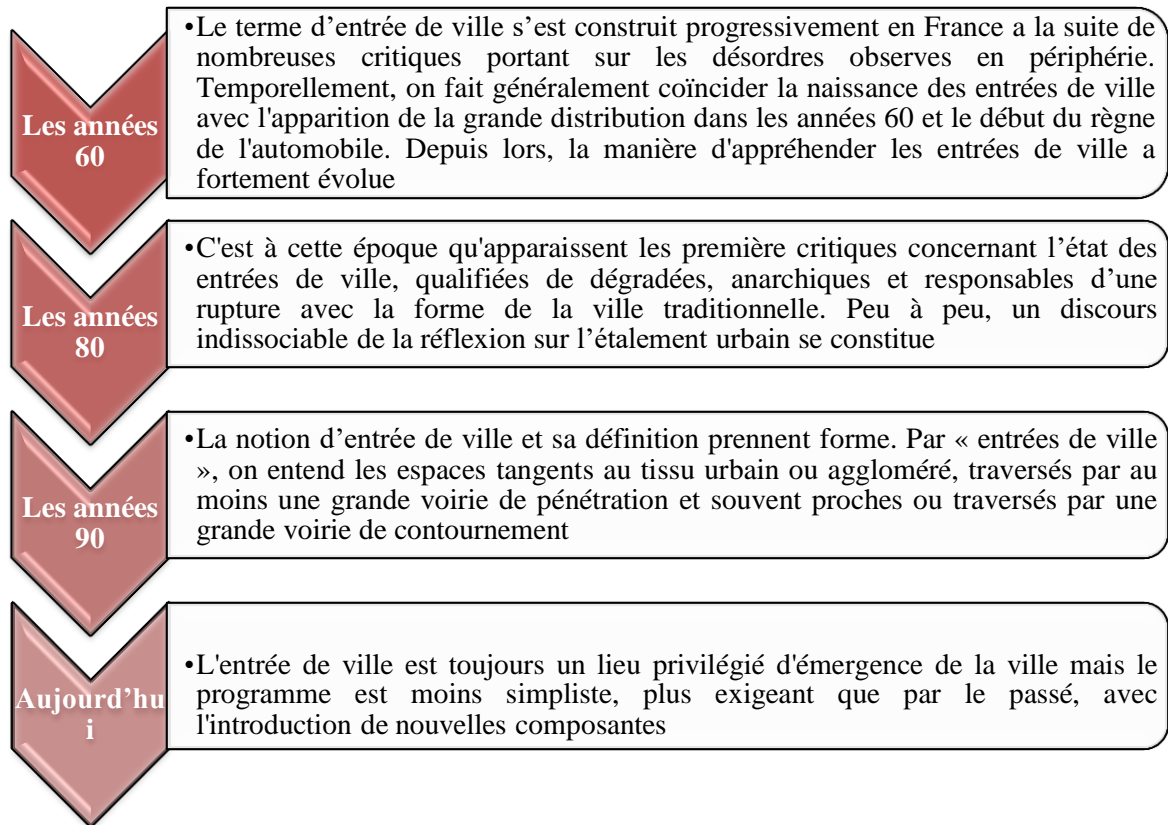 Les années
60
•Le terme d’entrée de ville s’est construit progressivement en France a la suite de
nombreuses critiques portant sur les désordres observes en périphérie.
Temporellement, on fait généralement coïncider la naissance des entrées de ville
avec l'apparition de la grande distribution dans les années 60 et le début du règne
de l'automobile. Depuis lors, la manière d'appréhender les entrées de ville a
fortement évolue
Les années
80
•C'est à cette époque qu'apparaissent les première critiques concernant l’état des
entrées de ville, qualifiées de dégradées, anarchiques et responsables d’une
rupture avec la forme de la ville traditionnelle. Peu à peu, un discours
indissociable de la réflexion sur l’étalement urbain se constitue
Les années
90
•La notion d’entrée de ville et sa définition prennent forme. Par « entrées de ville
», on entend les espaces tangents au tissu urbain ou aggloméré, traversés par au
moins une grande voirie de pénétration et souvent proches ou traversés par une
grande voirie de contournement
Aujourd’hu
i
•L'entrée de ville est toujours un lieu privilégié d'émergence de la ville mais le
programme est moins simpliste, plus exigeant que par le passé, avec
l'introduction de nouvelles composantes